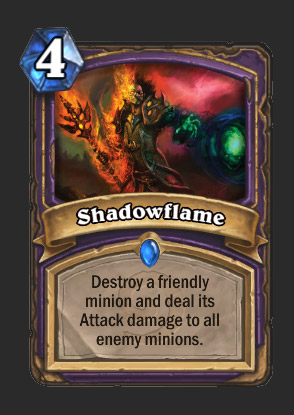 4
Shadowflame
Destroy a friendly
minion and deal its
Attack damage to all
enemy minions.